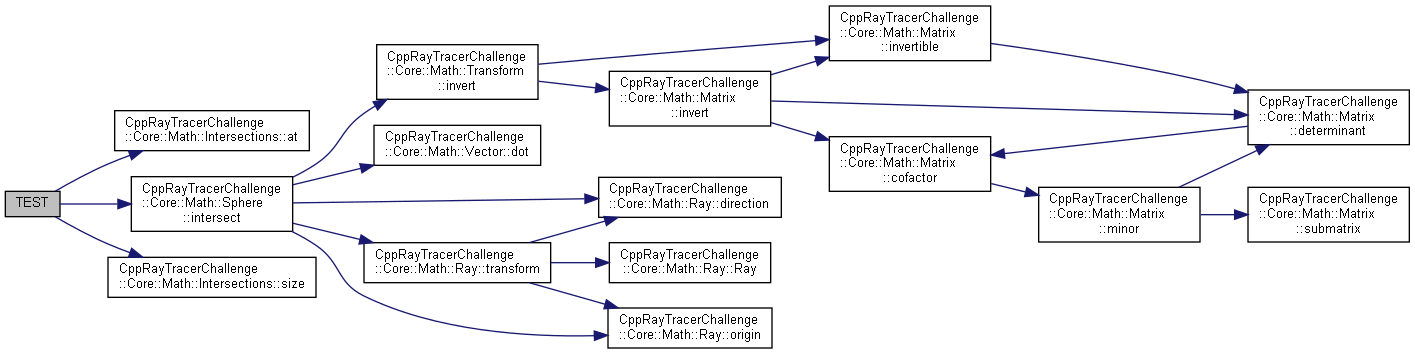 TEST
CppRayTracerChallenge
::Core::Math::Intersections::at
CppRayTracerChallenge
::Core::Math::Sphere
::intersect
CppRayTracerChallenge
::Core::Math::Intersections::size
CppRayTracerChallenge
::Core::Math::Transform
::invert
CppRayTracerChallenge
::Core::Math::Vector::dot
CppRayTracerChallenge
::Core::Math::Ray::transform
CppRayTracerChallenge
::Core::Math::Matrix
::invert
CppRayTracerChallenge
::Core::Math::Ray::direction
CppRayTracerChallenge
::Core::Math::Ray::Ray
CppRayTracerChallenge
::Core::Math::Ray::origin
CppRayTracerChallenge
::Core::Math::Matrix
::invertible
CppRayTracerChallenge
::Core::Math::Matrix
::cofactor
CppRayTracerChallenge
::Core::Math::Matrix
::minor
CppRayTracerChallenge
::Core::Math::Matrix
::determinant
CppRayTracerChallenge
::Core::Math::Matrix
::submatrix